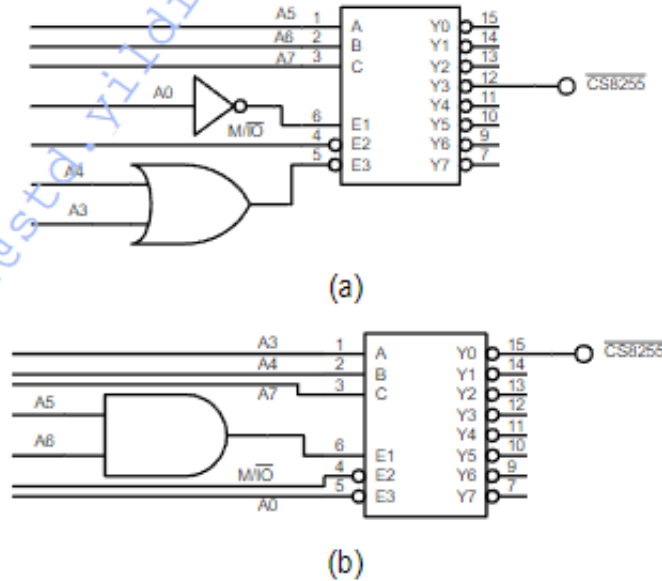 @std.yildi
A5 1 A Y0 15
A6 2 B Y1 14
A7 3 C Y2 13
Y3 12 CS8255
A0 Y4 11
M/IO 6 E1 Y5 10
4 E2 Y6 9
5 E3 Y7 7
A4
A3
(a)
A3 1 A Y0 15 CS8255
A4 2 B Y1 14
A7 3 C Y2 13
A5 Y3 12
Y4 11
A6 6 E1 Y5 10
M/IO 4 E2 Y6 9
5 E3 Y7 7
A0
(b)